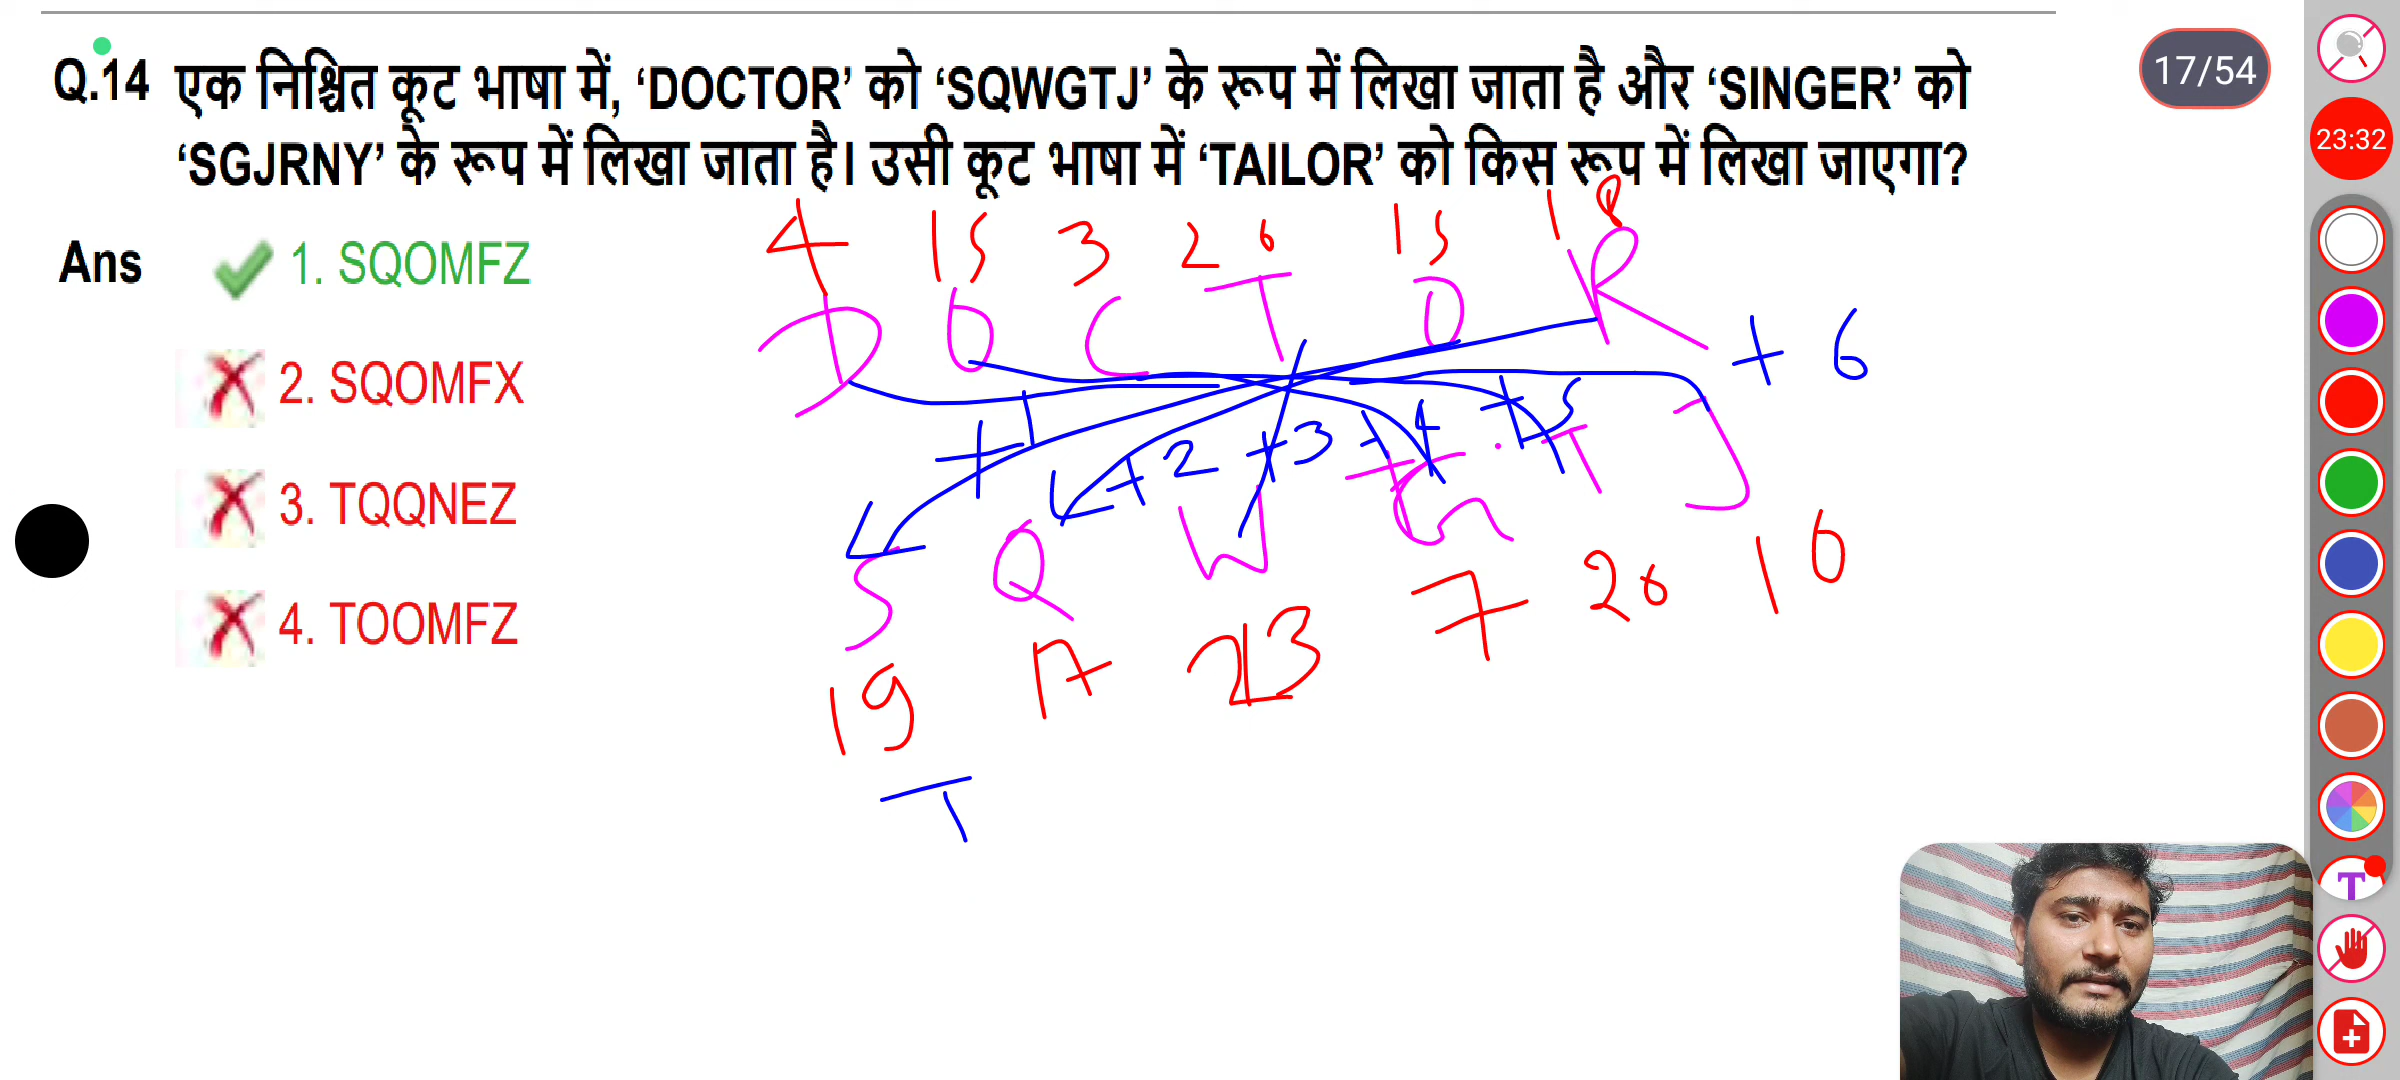 17/54
23:32
Q.14 एक निश्चित कूट भाषा में, ‘DOCTOR’ को ‘SQWGTJ’ के रूप में लिखा जाता है और ‘SINGER’ को
‘SGJRNY’ के रूप में लिखा जाता है। उसी कूट भाषा में ‘TAILOR’ को किस रूप में लिखा जाएगा?
Ans 1. SQOMFZ
2. SQOMFX
3. TQQNEZ
4. TOOMFZ
4 15 3 20 15 18
D O C T O R
+1 +2 +3 +4 +5 +6
S Q W G T J
19 17 23 7 20 10
T
T